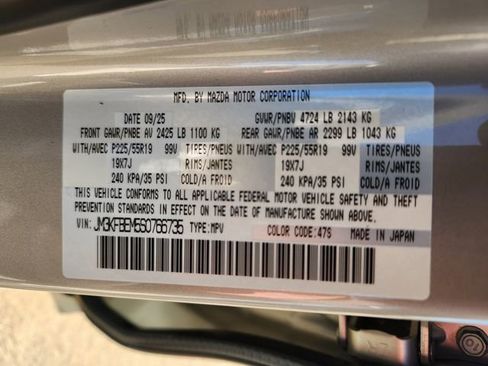 MFD. BY MAZDA MOTOR CORPORATION
DATE 09/25 GVWR/PNBV 4724 LB 2143 KG
FRONT GAWR/PNBE AV 2425 LB 1100 KG REAR GAWR/PNBE AR 2299 LB 1043 KG
WITH/AVEC P225/55R19 99V TIRES/PNEUS WITH/AVEC P225/55R19 99V TIRES/PNEUS
19X7J RIMS/JANTES 19X7J RIMS/JANTES
240 KPA/35 PSI COLD/A FROID 240 KPA/35 PSI COLD/A FROID
THIS VEHICLE CONFORMS TO ALL APPLICABLE FEDERAL MOTOR VEHICLE SAFETY AND THEFT
PREVENTION STANDARDS IN EFFECT ON THE DATE OF MANUFACTURE SHOWN ABOVE.
VIN: JM3KFBEM5S0766735 TYPE:MPV COLOR CODE:47S MADE IN JAPAN